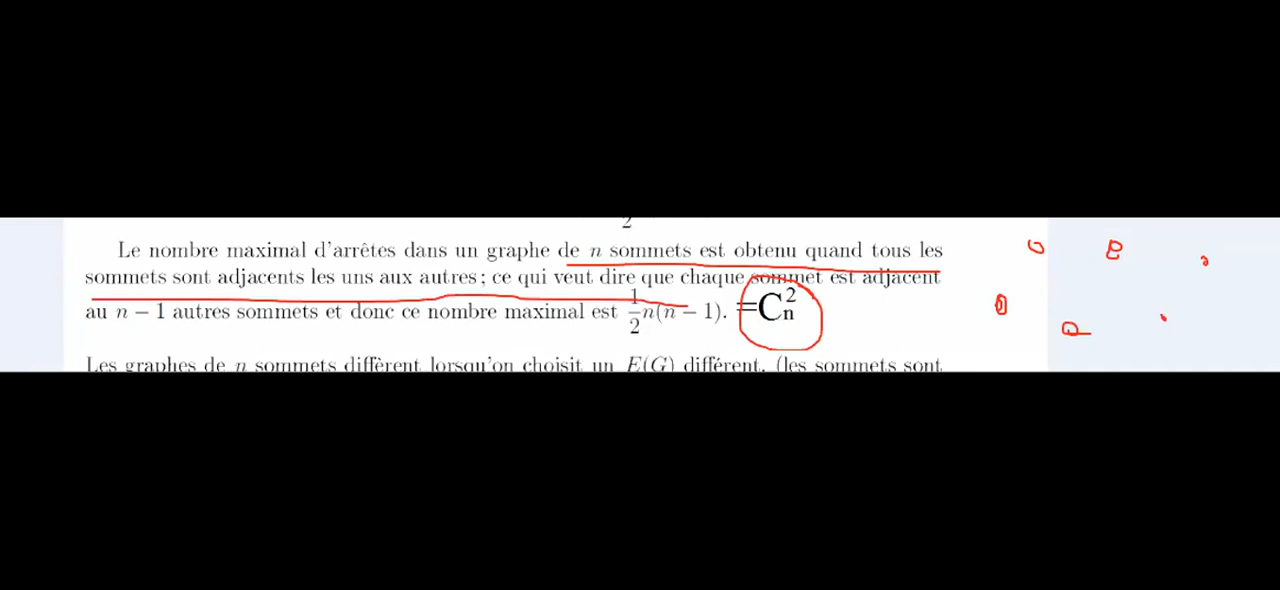 2
Le nombre maximal d'arrêtes dans un graphe de n sommets est obtenu quand tous les
sommets sont adjacents les uns aux autres ; ce qui veut dire que chaque sommet est adjacent
au n − 1 autres sommets et donc ce nombre maximal est 1/2 n(n − 1). =C²ₙ
Les graphes de n sommets diffèrent lorsqu'on choisit un E(G) différent. (les sommets sont